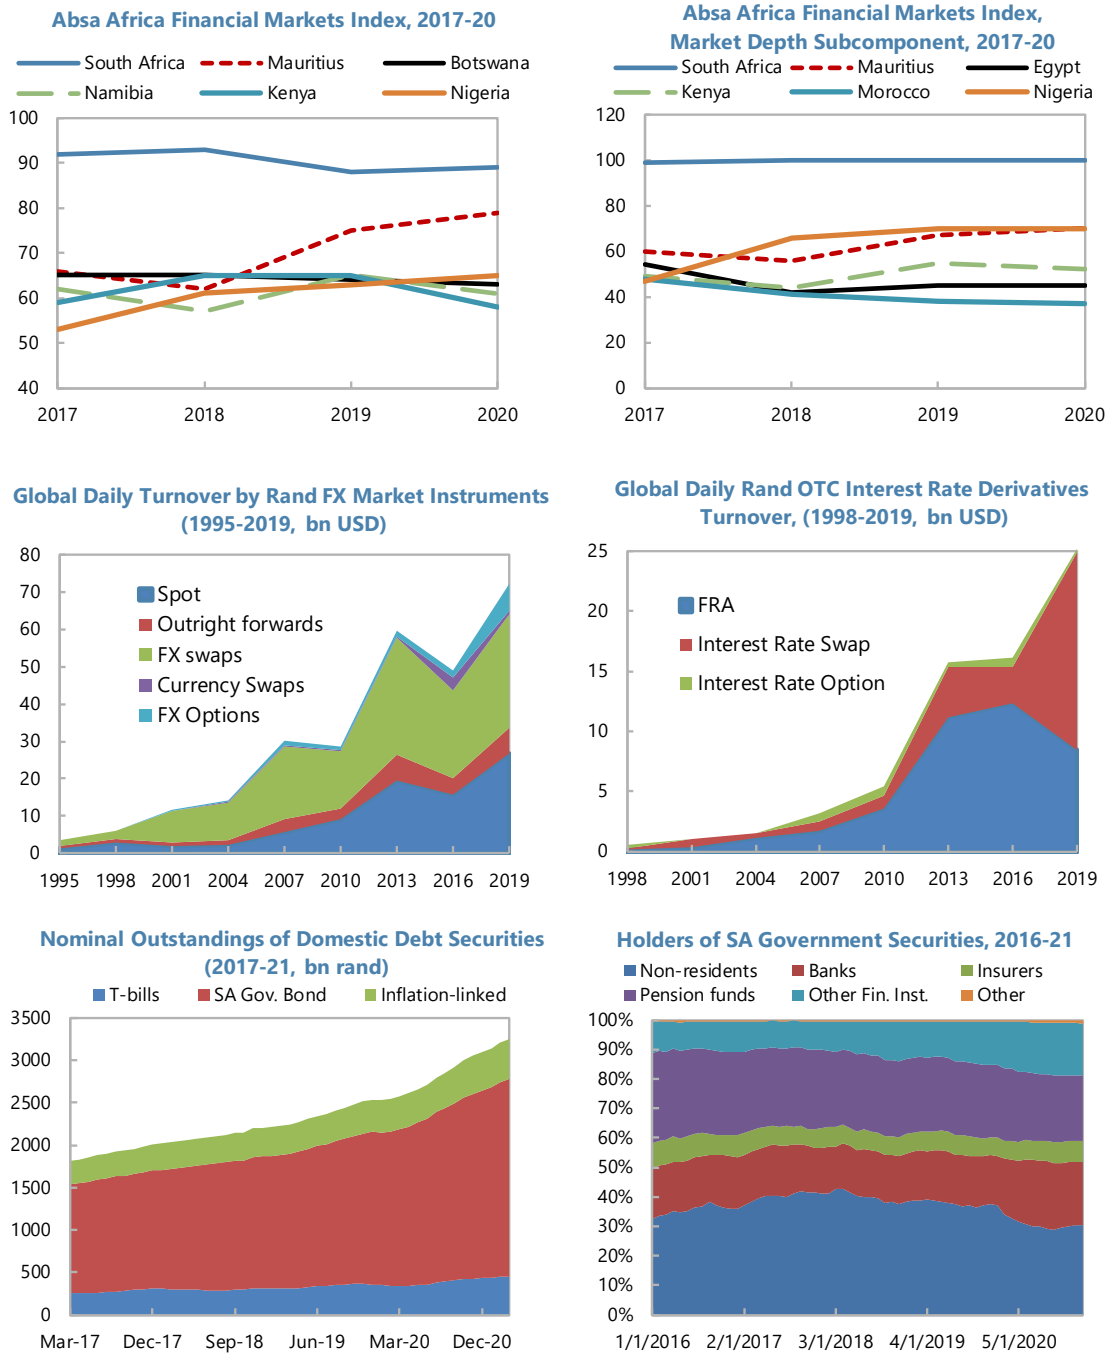 Absa Africa Financial Markets Index, 2017-20
South Africa Mauritius Botswana
Namibia Kenya Nigeria
100
90
80
70
60
50
40
2017 2018 2019 2020
Absa Africa Financial Markets Index,
Market Depth Subcomponent, 2017-20
South Africa Mauritius Egypt
Kenya Morocco Nigeria
120
100
80
60
40
20
0
2017 2018 2019 2020
Global Daily Turnover by Rand FX Market Instruments
(1995-2019, bn USD)
80
70
60
50
40
30
20
10
0
Spot
Outright forwards
FX swaps
Currency Swaps
FX Options
1995 1998 2001 2004 2007 2010 2013 2016 2019
Global Daily Rand OTC Interest Rate Derivatives
Turnover, (1998-2019, bn USD)
25
20
15
10
5
0
FRA
Interest Rate Swap
Interest Rate Option
1998 2001 2004 2007 2010 2013 2016 2019
Nominal Outstandings of Domestic Debt Securities
(2017-21, bn rand)
T-bills SA Gov. Bond Inflation-linked
3500
3000
2500
2000
1500
1000
500
0
Mar-17 Dec-17 Sep-18 Jun-19 Mar-20 Dec-20
Holders of SA Government Securities, 2016-21
Non-residents Banks Insurers
Pension funds Other Fin. Inst. Other
100%
90%
80%
70%
60%
50%
40%
30%
20%
10%
0%
1/1/2016 2/1/2017 3/1/2018 4/1/2019 5/1/2020